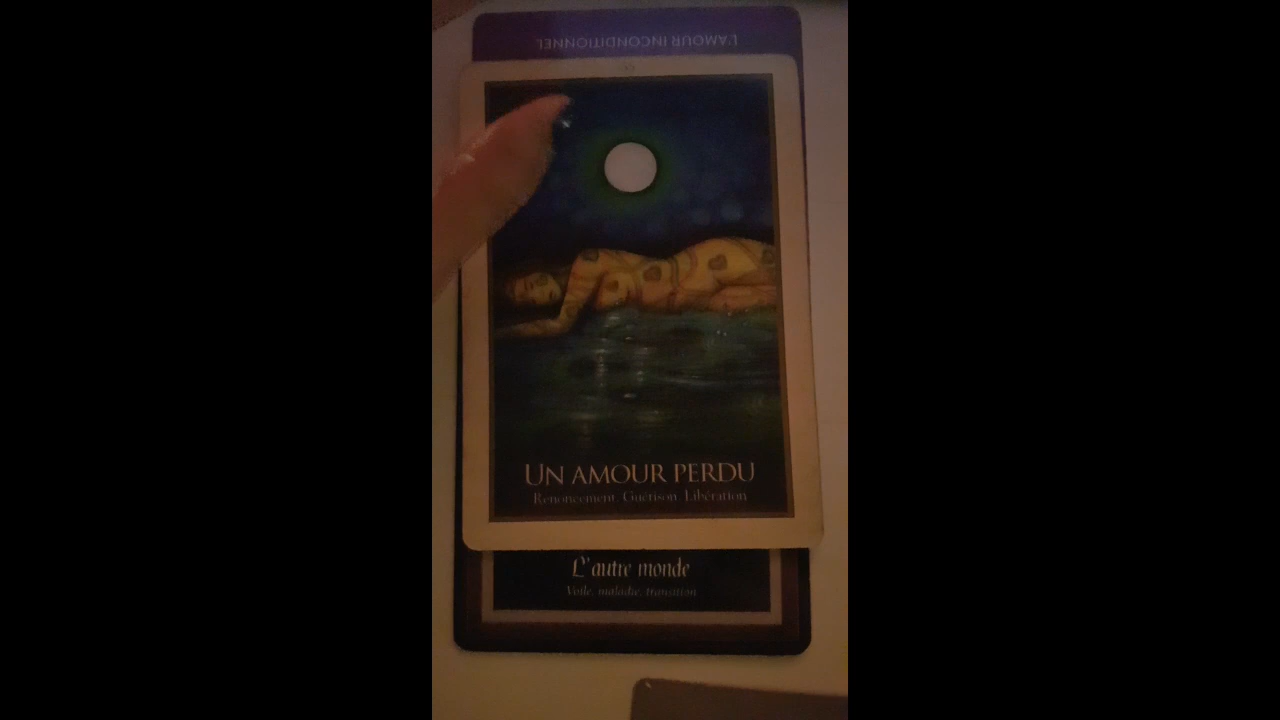 L'AMOUR INCONDITIONNEL
UN AMOUR PERDU
Renoncement, Guérison, Libération
L'autre monde
Voile, maladie, transition